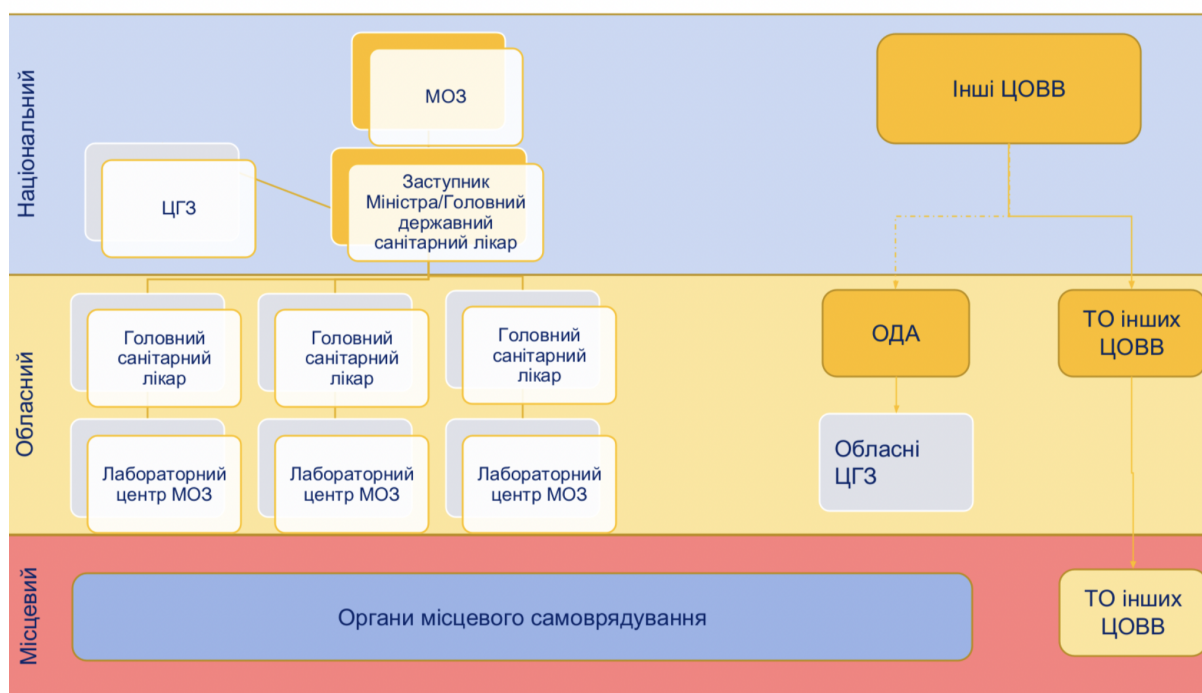 Національний
МОЗ
Інші ЦОВВ
ЦГЗ
Заступник
Міністра/Головний
державний
санітарний лікар
Обласний
Головний
санітарний
лікар
Головний
санітарний
лікар
Головний
санітарний
лікар
ОДА
ТО інших
ЦОВВ
Лабораторний
центр МОЗ
Лабораторний
центр МОЗ
Лабораторний
центр МОЗ
Обласні
ЦГЗ
Місцевий
Органи місцевого самоврядування
ТО інших
ЦОВВ